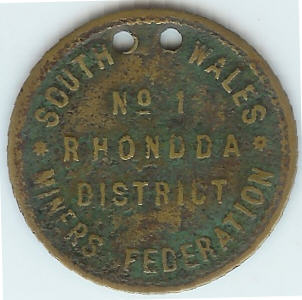 SOUTH WALES
No 1
RHONDDA
DISTRICT
* MINERS FEDERATION *